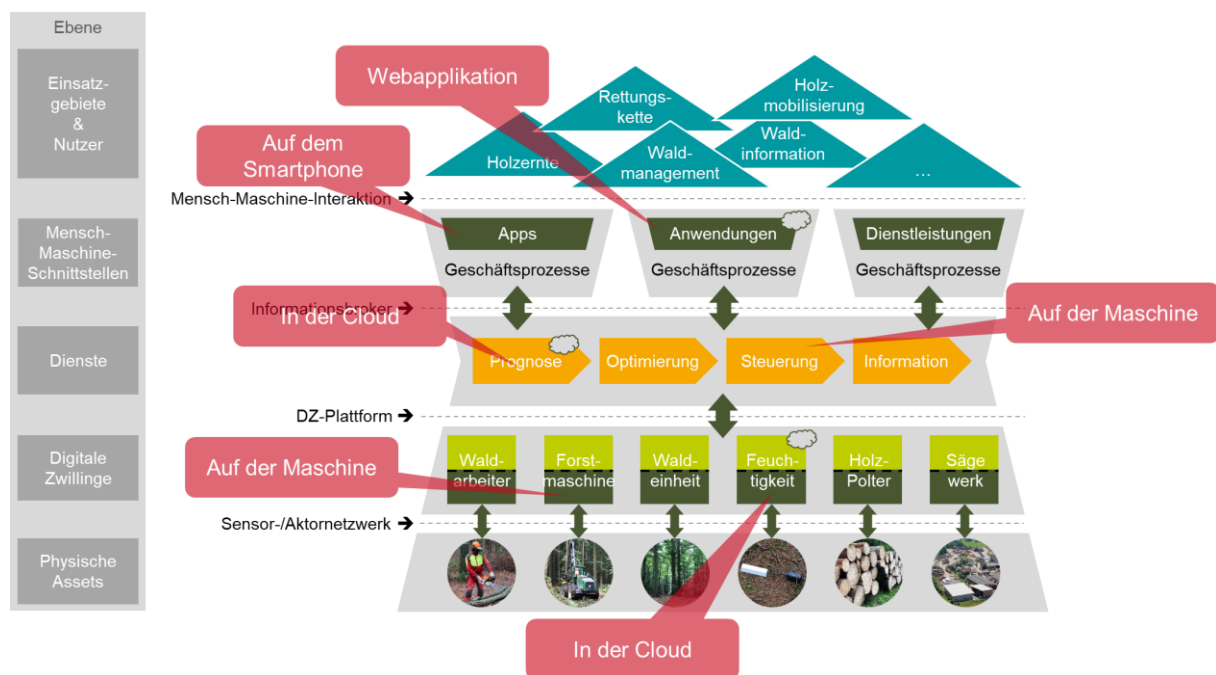 Ebene
Einsatz-
gebiete
&
Nutzer
Webapplikation
Rettungs-
kette
Holz-
mobilisierung
Auf dem
Smartphone
Holzernte
Wald-
management
Wald-
information
...
Mensch-Maschine-Interaktion
Mensch-
Maschine-
Schnittstellen
Apps
Anwendungen
Dienstleistungen
Geschäftsprozesse
Geschäftsprozesse
Geschäftsprozesse
Informationsbroker
In der Cloud
Auf der Maschine
Dienste
Prognose
Optimierung
Steuerung
Information
DZ-Plattform
Digitale
Zwillinge
Auf der Maschine
Wald-
arbeiter
Forst-
maschine
Wald-
einheit
Feuch-
tigkeit
Holz-
Polter
Säge
werk
Sensor-/Aktornetzwerk
Physische
Assets
In der Cloud